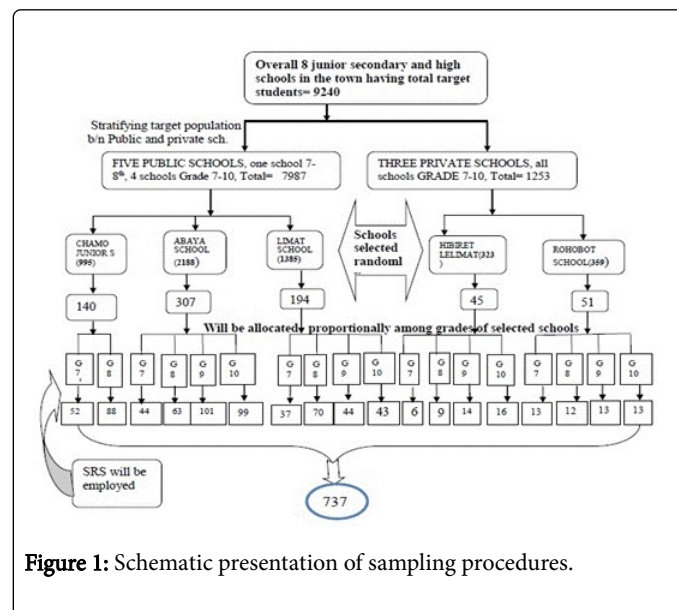 Overall 8 junior secondary and high
schools in the town having total target
students= 9240
Stratifying target population
b/n Public and private sch.
FIVE PUBLIC SCHOOLS, one school 7-
8th, 4 schools Grade 7-10, Total= 7987
THREE PRIVATE SCHOOLS, all
schools GRADE 7-10, Total= 1253
CHAMO
JUNIOR S
(995)
ABAYA
SCHOOL
(2188)
LIMAT
SCHOOL
(1385)
Schools
selected
randoml
HIBIRET
LELIMAT(323
)
ROHOBOT
SCHOOL(359)
140
307
194
45
51
Will be allocated proportionally among grades of selected schools
G 7
G 8
G 7
G 8
G 9
G 10
G 7
G 8
G 9
G 10
G 7
G 8
G 9
G 10
G 7
G 8
G 9
G 10
52
88
44
63
101
99
37
70
44
43
6
9
14
16
13
12
13
13
SRS will be
employed
737
Figure 1: Schematic presentation of sampling procedures.